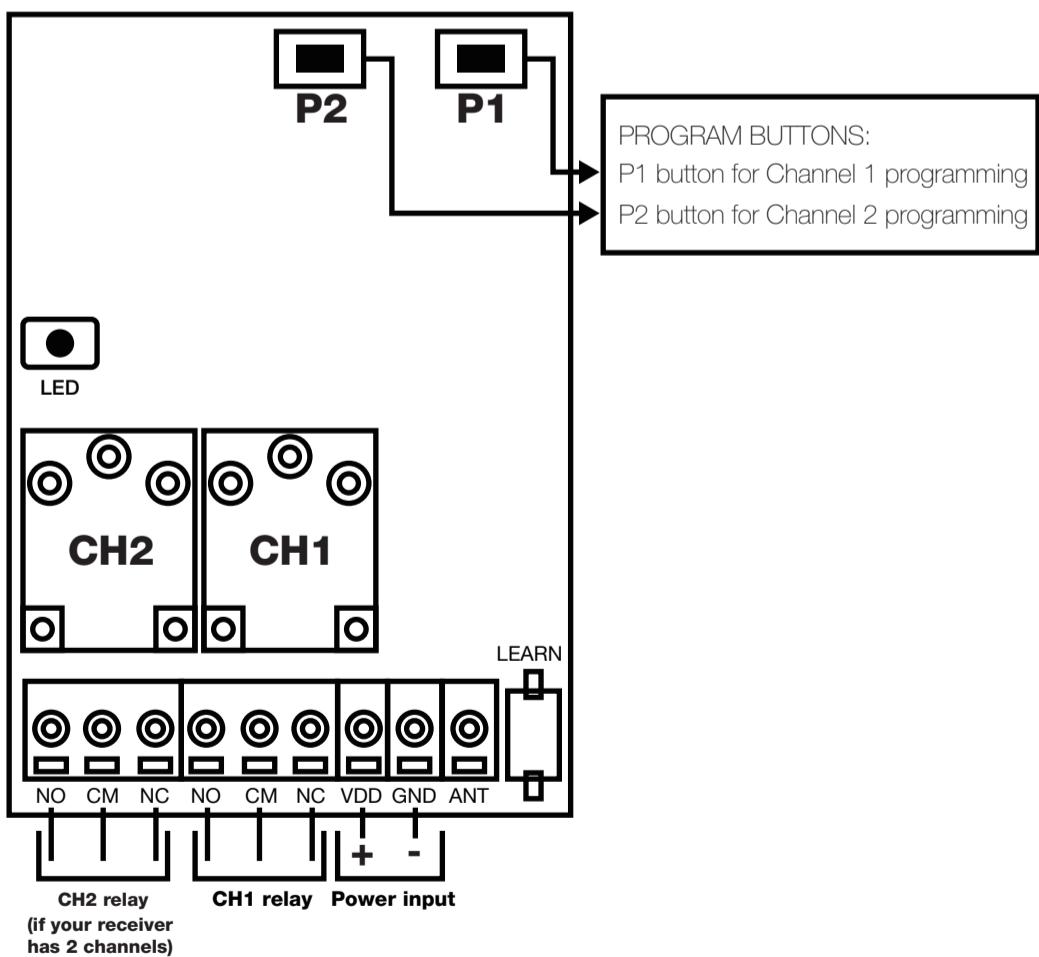 P2
P1
PROGRAM BUTTONS:
P1 button for Channel 1 programming
P2 button for Channel 2 programming
LED
CH2
CH1
LEARN
NO CM NC NO CM NC VDD GND ANT
+ -
CH2 relay
(if your receiver
has 2 channels)
CH1 relay
Power input